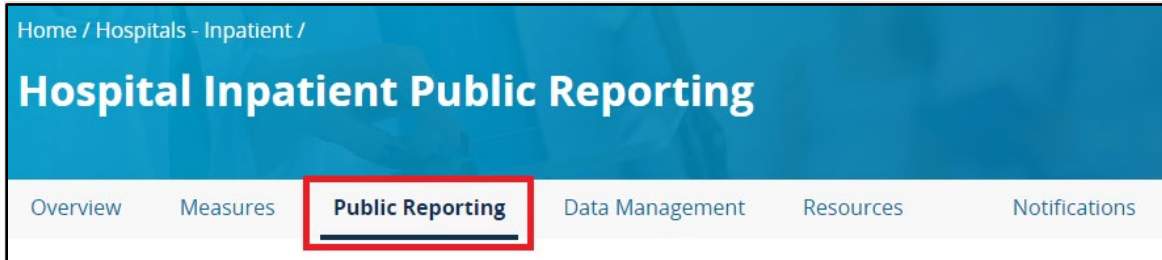 Home / Hospitals - Inpatient /
Hospital Inpatient Public Reporting
Overview Measures Public Reporting Data Management Resources Notifications